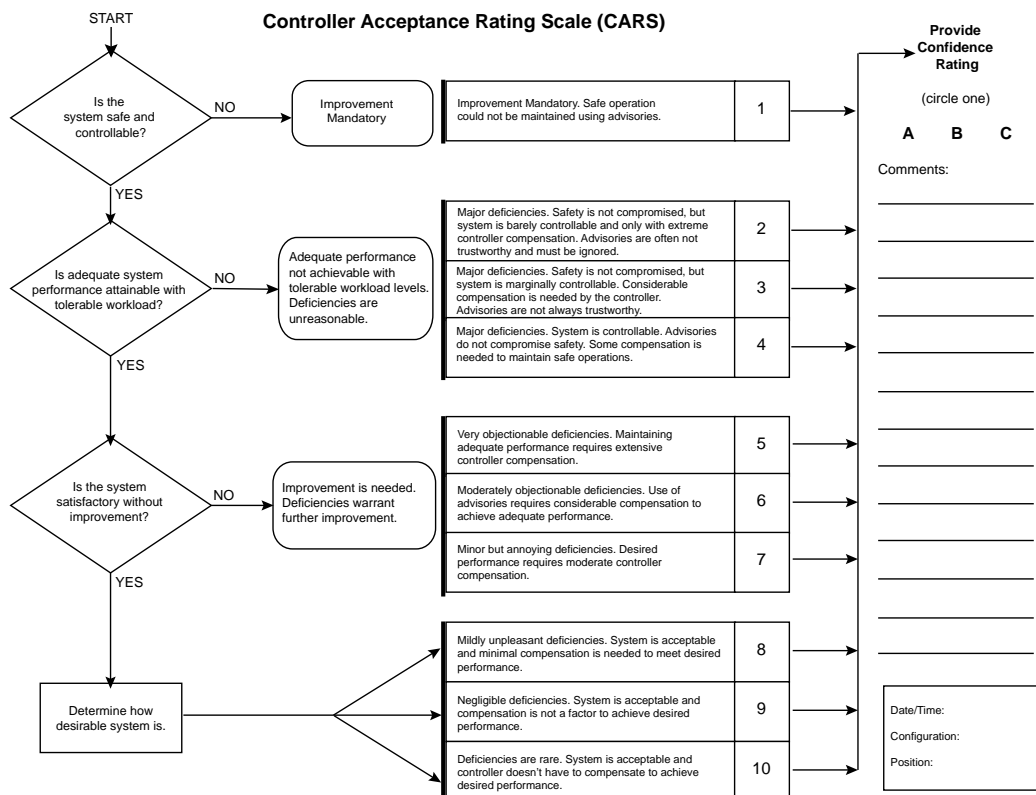 START
Controller Acceptance Rating Scale (CARS)
Is the
system safe and
controllable?
NO
YES
Improvement
Mandatory
Improvement Mandatory. Safe operation
could not be maintained using advisories.
1
Is adequate system
performance attainable with
tolerable workload?
NO
YES
Adequate performance
not achievable with
tolerable workload levels.
Deficiencies are
unreasonable.
Major deficiencies. Safety is not compromised, but
system is barely controllable and only with extreme
controller compensation. Advisories are often not
trustworthy and must be ignored.
2
Major deficiencies. Safety is not compromised, but
system is marginally controllable. Considerable
compensation is needed by the controller.
Advisories are not always trustworthy.
3
Major deficiencies. System is controllable. Advisories
do not compromise safety. Some compensation is
needed to maintain safe operations.
4
Is the system
satisfactory without
improvement?
NO
YES
Improvement is needed.
Deficiencies warrant
further improvement.
Very objectionable deficiencies. Maintaining
adequate performance requires extensive
controller compensation.
5
Moderately objectionable deficiencies. Use of
advisories requires considerable compensation to
achieve adequate performance.
6
Minor but annoying deficiencies. Desired
performance requires moderate controller
compensation.
7
Determine how
desirable system is.
Mildly unpleasant deficiencies. System is acceptable
and minimal compensation is needed to meet desired
performance.
8
Negligible deficiencies. System is acceptable and
compensation is not a factor to achieve desired
performance.
9
Deficiencies are rare. System is acceptable and
controller doesn't have to compensate to achieve
desired performance.
10
Provide
Confidence
Rating
(circle one)
A B C
Comments:
Date/Time:
Configuration:
Position: